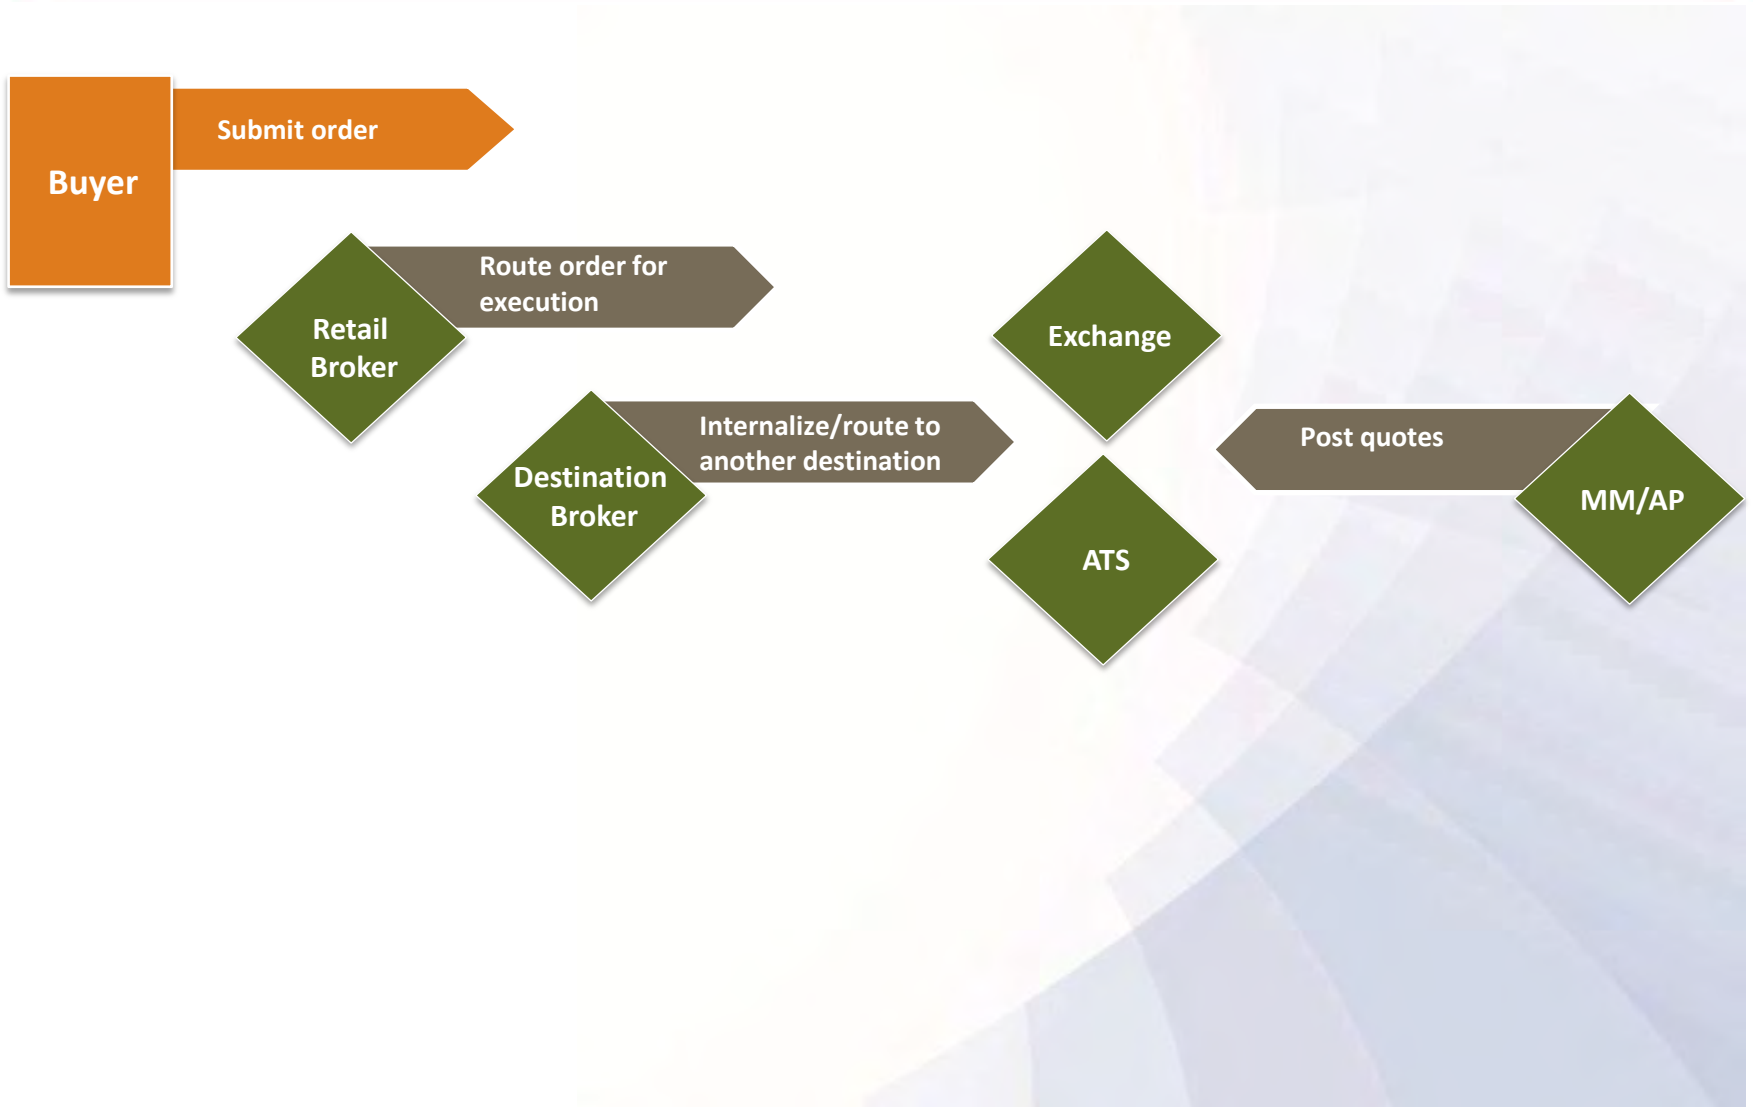 Submit order
Buyer
Route order for
execution
Retail
Broker
Exchange
Internalize/route to
another destination
Post quotes
Destination
Broker
MM/AP
ATS